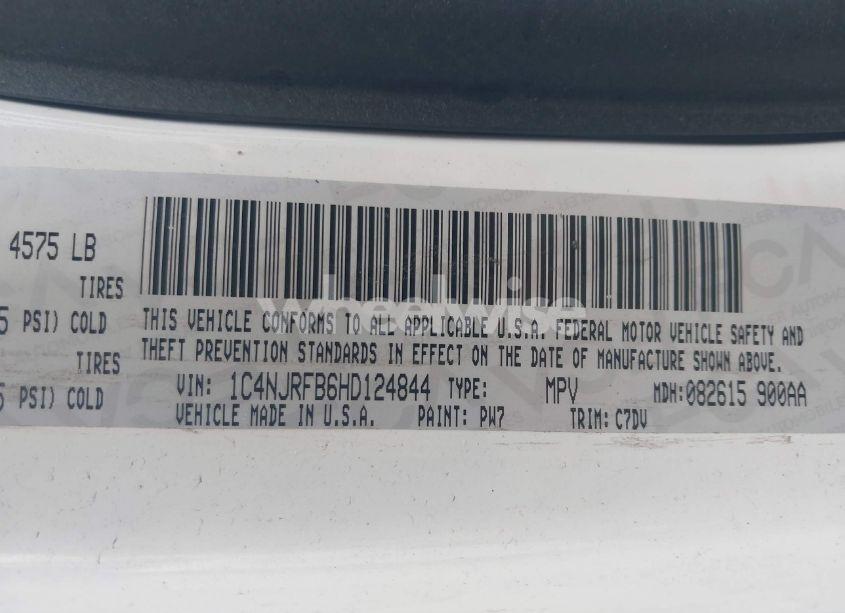 4575 LB
TIRES
5 PSI) COLD
TIRES
5 PSI) COLD
THIS VEHICLE CONFORMS TO ALL APPLICABLE U.S.A. FEDERAL MOTOR VEHICLE SAFETY AND
THEFT PREVENTION STANDARDS IN EFFECT ON THE DATE OF MANUFACTURE SHOWN ABOVE.
VIN: 1C4NJRFB6HD124844 TYPE: MPV MDH:082615 900AA
VEHICLE MADE IN U.S.A. PAINT: PW7 TRIM: C7DV
wheelwise